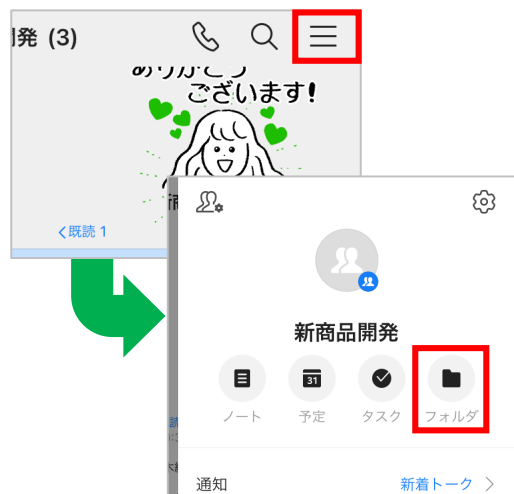 発 (3)
ありがとう
ございます!
既読 1
新商品開発
31
ノート
予定
タスク
フォルダ
通知
新着トーク